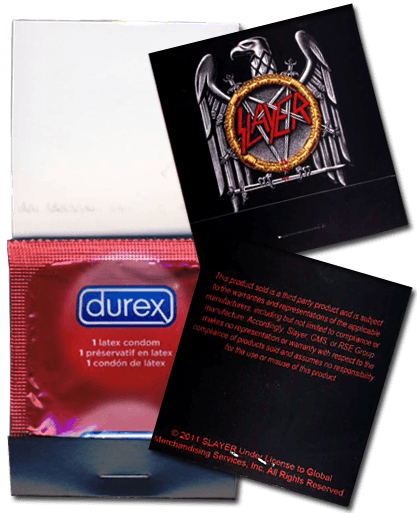 SLAYER
durex
1 latex condom
1 préservatif en latex
1 condón de látex
This product sold is a third party product and is subject
to the warranties and representations of the applicable
manufacturers, including but not limited to compliance or
manufacture. Accordingly, Slayer, GMS, or RSE Group
makes no representation or warranty with respect to the
compliance of products sold and assumes no responsibility
for the use or misuse of this product
© 2011 SLAYER Under License to Global
Merchandising Services, Inc. All Rights Reserved